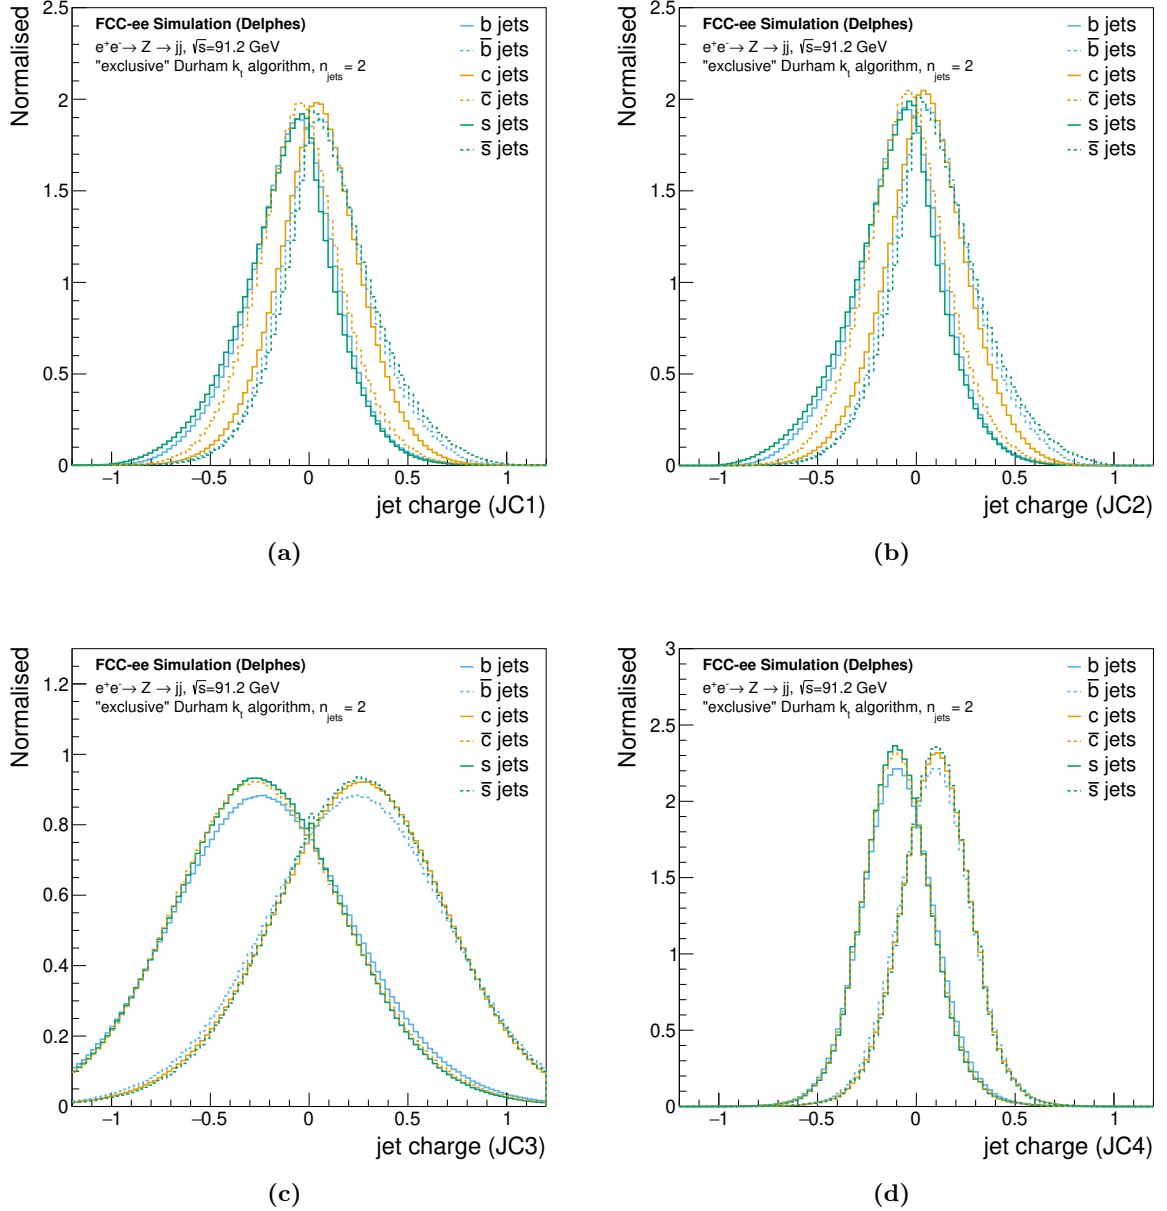 Normalised
2.5
2
1.5
1
0.5
0
−1
−0.5
0
0.5
1
jet charge (JC1)
FCC-ee Simulation (Delphes)
e⁺e⁻→ Z → jj, √s=91.2 GeV
"exclusive" Durham k_t algorithm, n_jets = 2
b jets
b̅ jets
c jets
c̅ jets
s jets
s̅ jets
(a)
Normalised
2.5
2
1.5
1
0.5
0
−1
−0.5
0
0.5
1
jet charge (JC2)
FCC-ee Simulation (Delphes)
e⁺e⁻→ Z → jj, √s=91.2 GeV
"exclusive" Durham k_t algorithm, n_jets = 2
b jets
b̅ jets
c jets
c̅ jets
s jets
s̅ jets
(b)
Normalised
1.2
1
0.8
0.6
0.4
0.2
0
−1
−0.5
0
0.5
1
jet charge (JC3)
FCC-ee Simulation (Delphes)
e⁺e⁻→ Z → jj, √s=91.2 GeV
"exclusive" Durham k_t algorithm, n_jets = 2
b jets
b̅ jets
c jets
c̅ jets
s jets
s̅ jets
(c)
Normalised
3
2.5
2
1.5
1
0.5
0
−1
−0.5
0
0.5
1
jet charge (JC4)
FCC-ee Simulation (Delphes)
e⁺e⁻→ Z → jj, √s=91.2 GeV
"exclusive" Durham k_t algorithm, n_jets = 2
b jets
b̅ jets
c jets
c̅ jets
s jets
s̅ jets
(d)